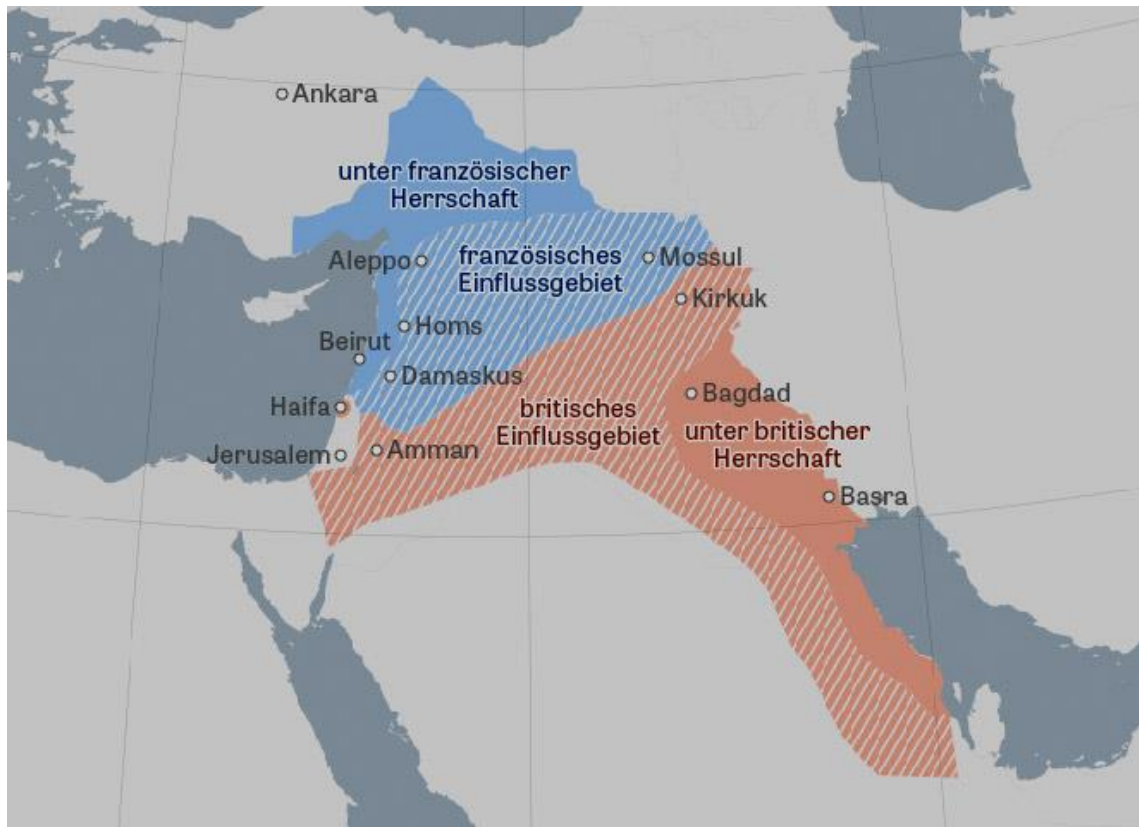 Ankara
unter französischer
Herrschaft
Aleppo
französisches
Einflussgebiet
Mossul
Kirkuk
Homs
Beirut
Damaskus
Haifa
Bagdad
britisches
Einflussgebiet
unter britischer
Herrschaft
Jerusalem
Amman
Basra